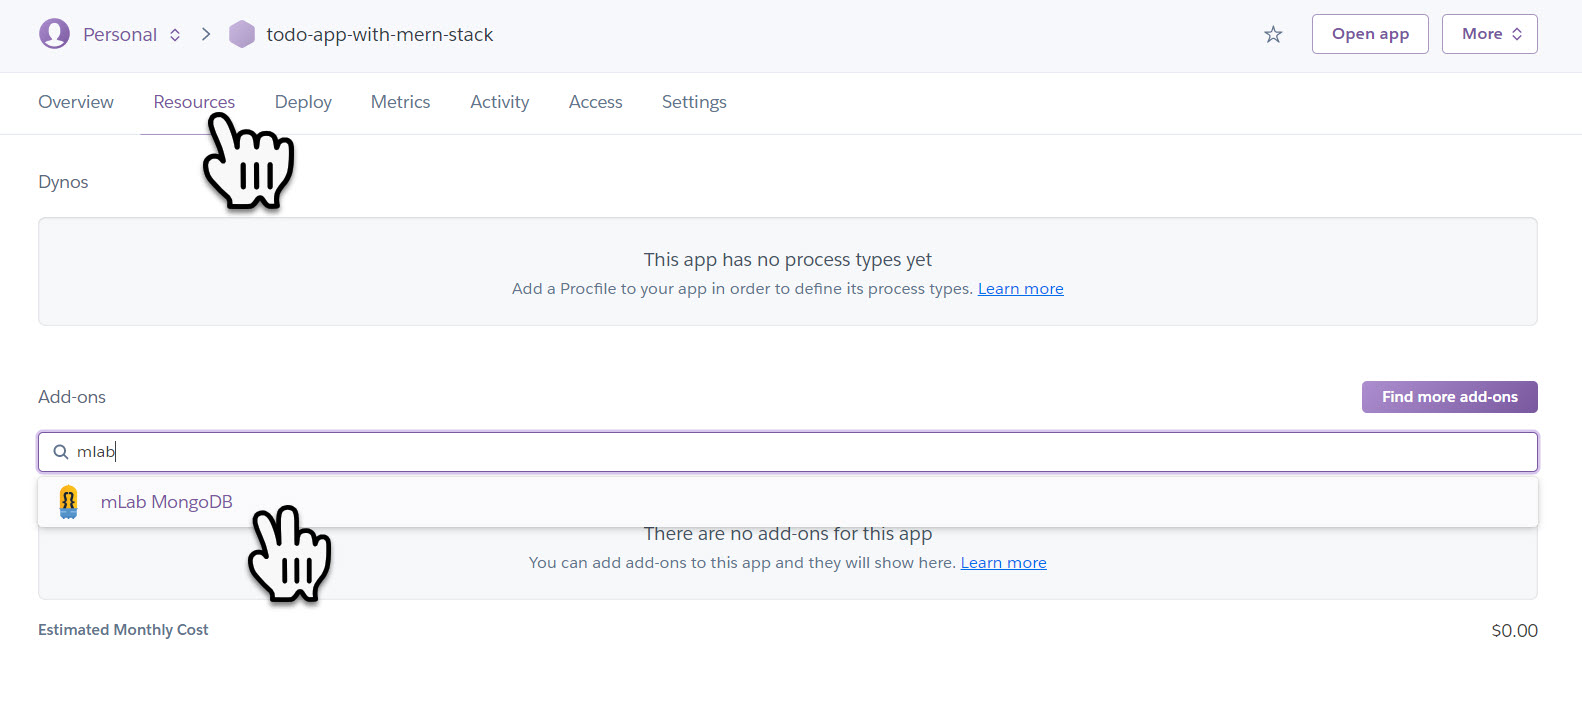 Personal todo-app-with-mern-stack Open app More
Overview Resources Deploy Metrics Activity Access Settings
Dynos
This app has no process types yet
Add a Procfile to your app in order to define its process types. Learn more
Add-ons Find more add-ons
mlab
mLab MongoDB
There are no add-ons for this app
You can add add-ons to this app and they will show here. Learn more
Estimated Monthly Cost $0.00